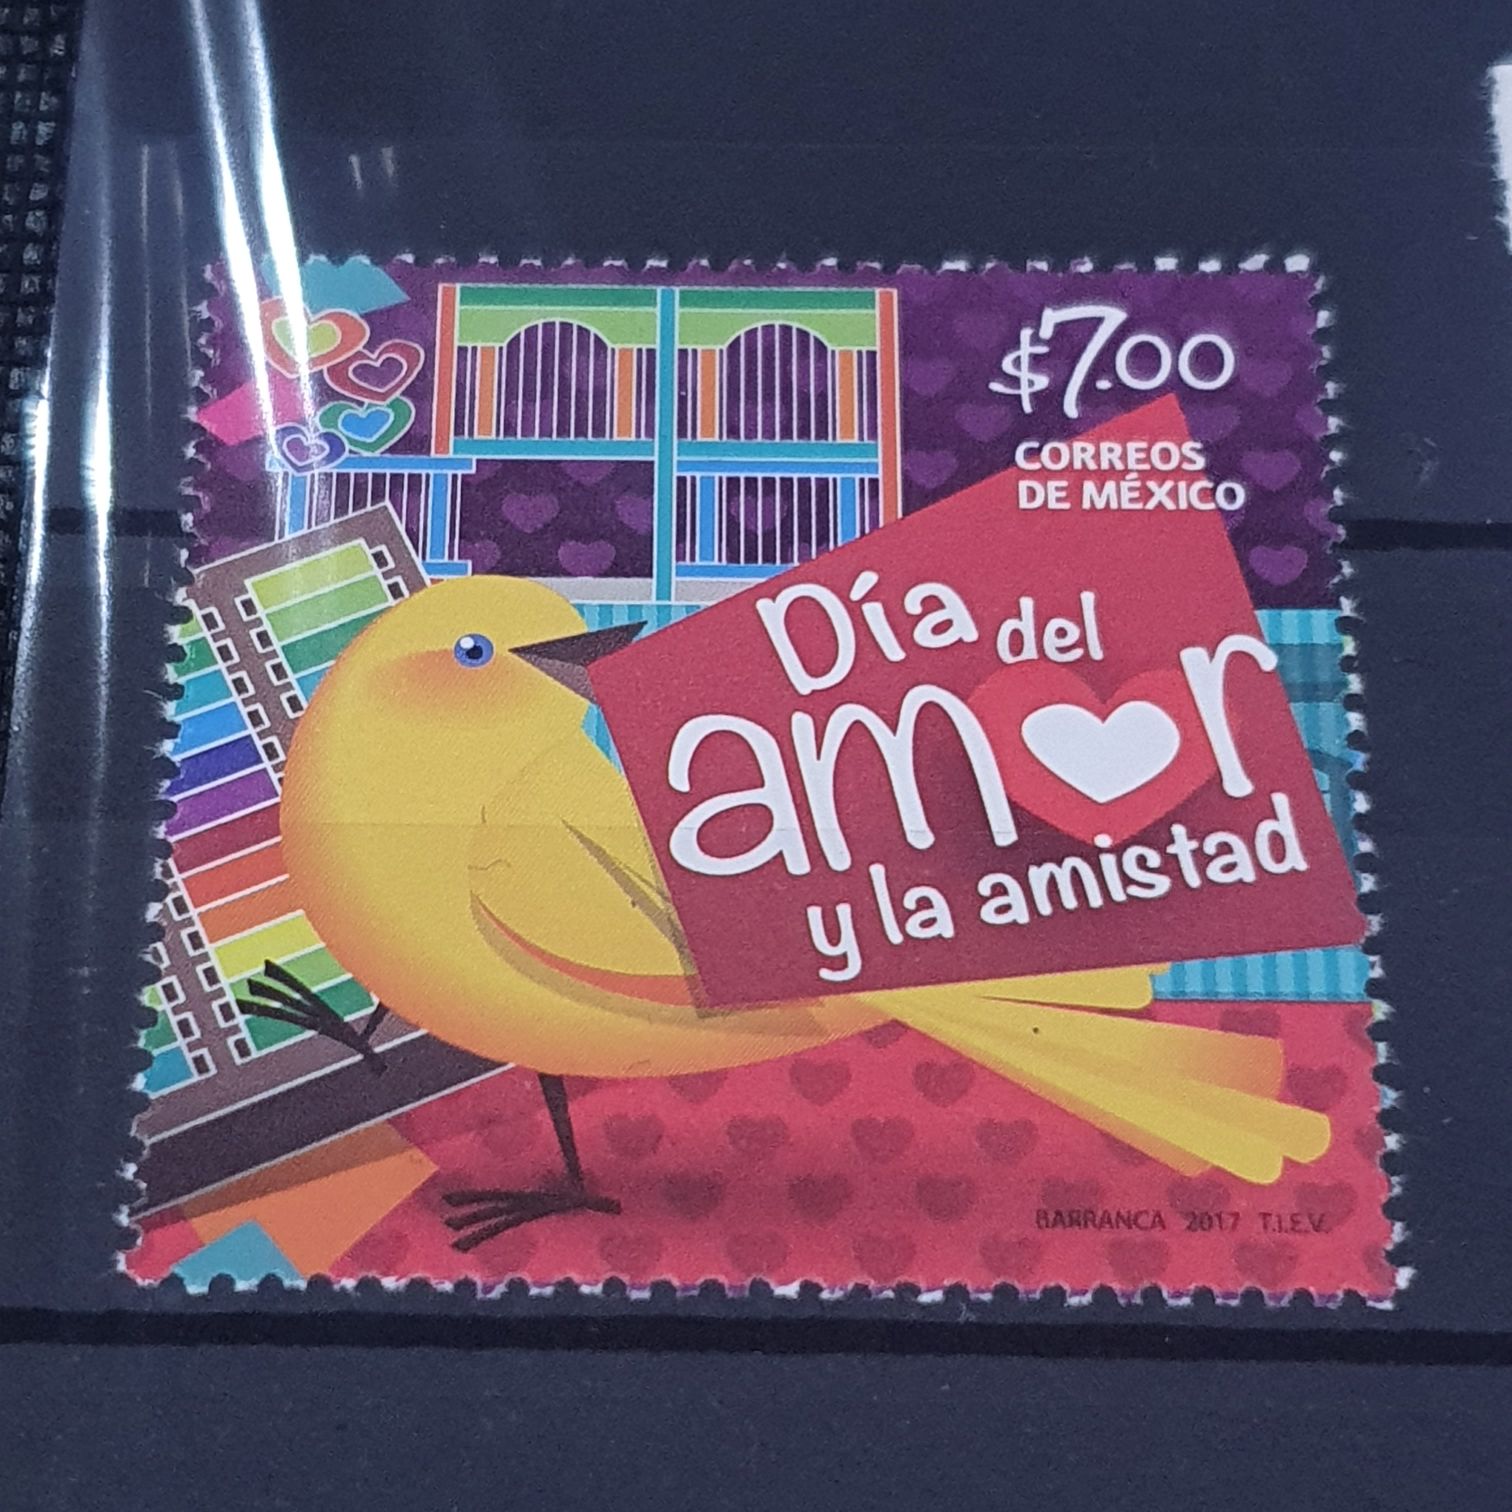 $7.00
CORREOS
DE MÉXICO
Día del
amor
y la amistad
BARRANCA 2017 T.I.E.V.